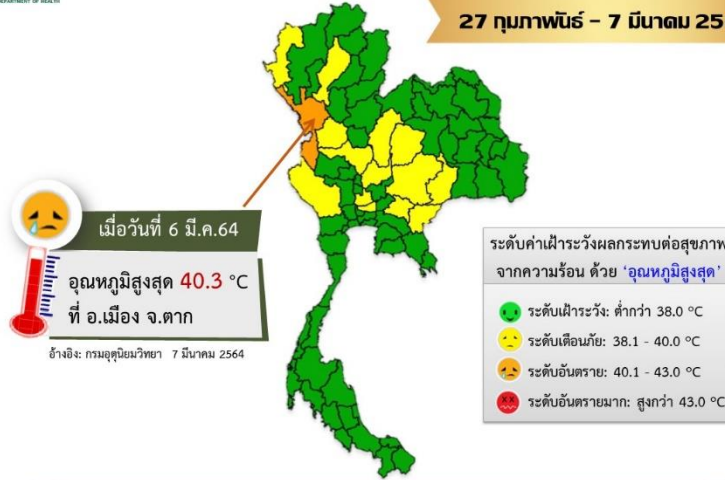 DEPARTMENT OF HEALTH
27 กุมภาพันธ์ - 7 มีนาคม 25
เมื่อวันที่ 6 มี.ค.64
อุณหภูมิสูงสุด 40.3 °C
ที่ อ.เมือง จ.ตาก
อ้างอิง: กรมอุตุนิยมวิทยา 7 มีนาคม 2564
ระดับค่าเฝ้าระวังผลกระทบต่อสุขภาพ
จากความร้อน ด้วย 'อุณหภูมิสูงสุด'
ระดับเฝ้าระวัง: ต่ำกว่า 38.0 °C
ระดับเตือนภัย: 38.1 - 40.0 °C
ระดับอันตราย: 40.1 - 43.0 °C
ระดับอันตรายมาก: สูงกว่า 43.0 °C